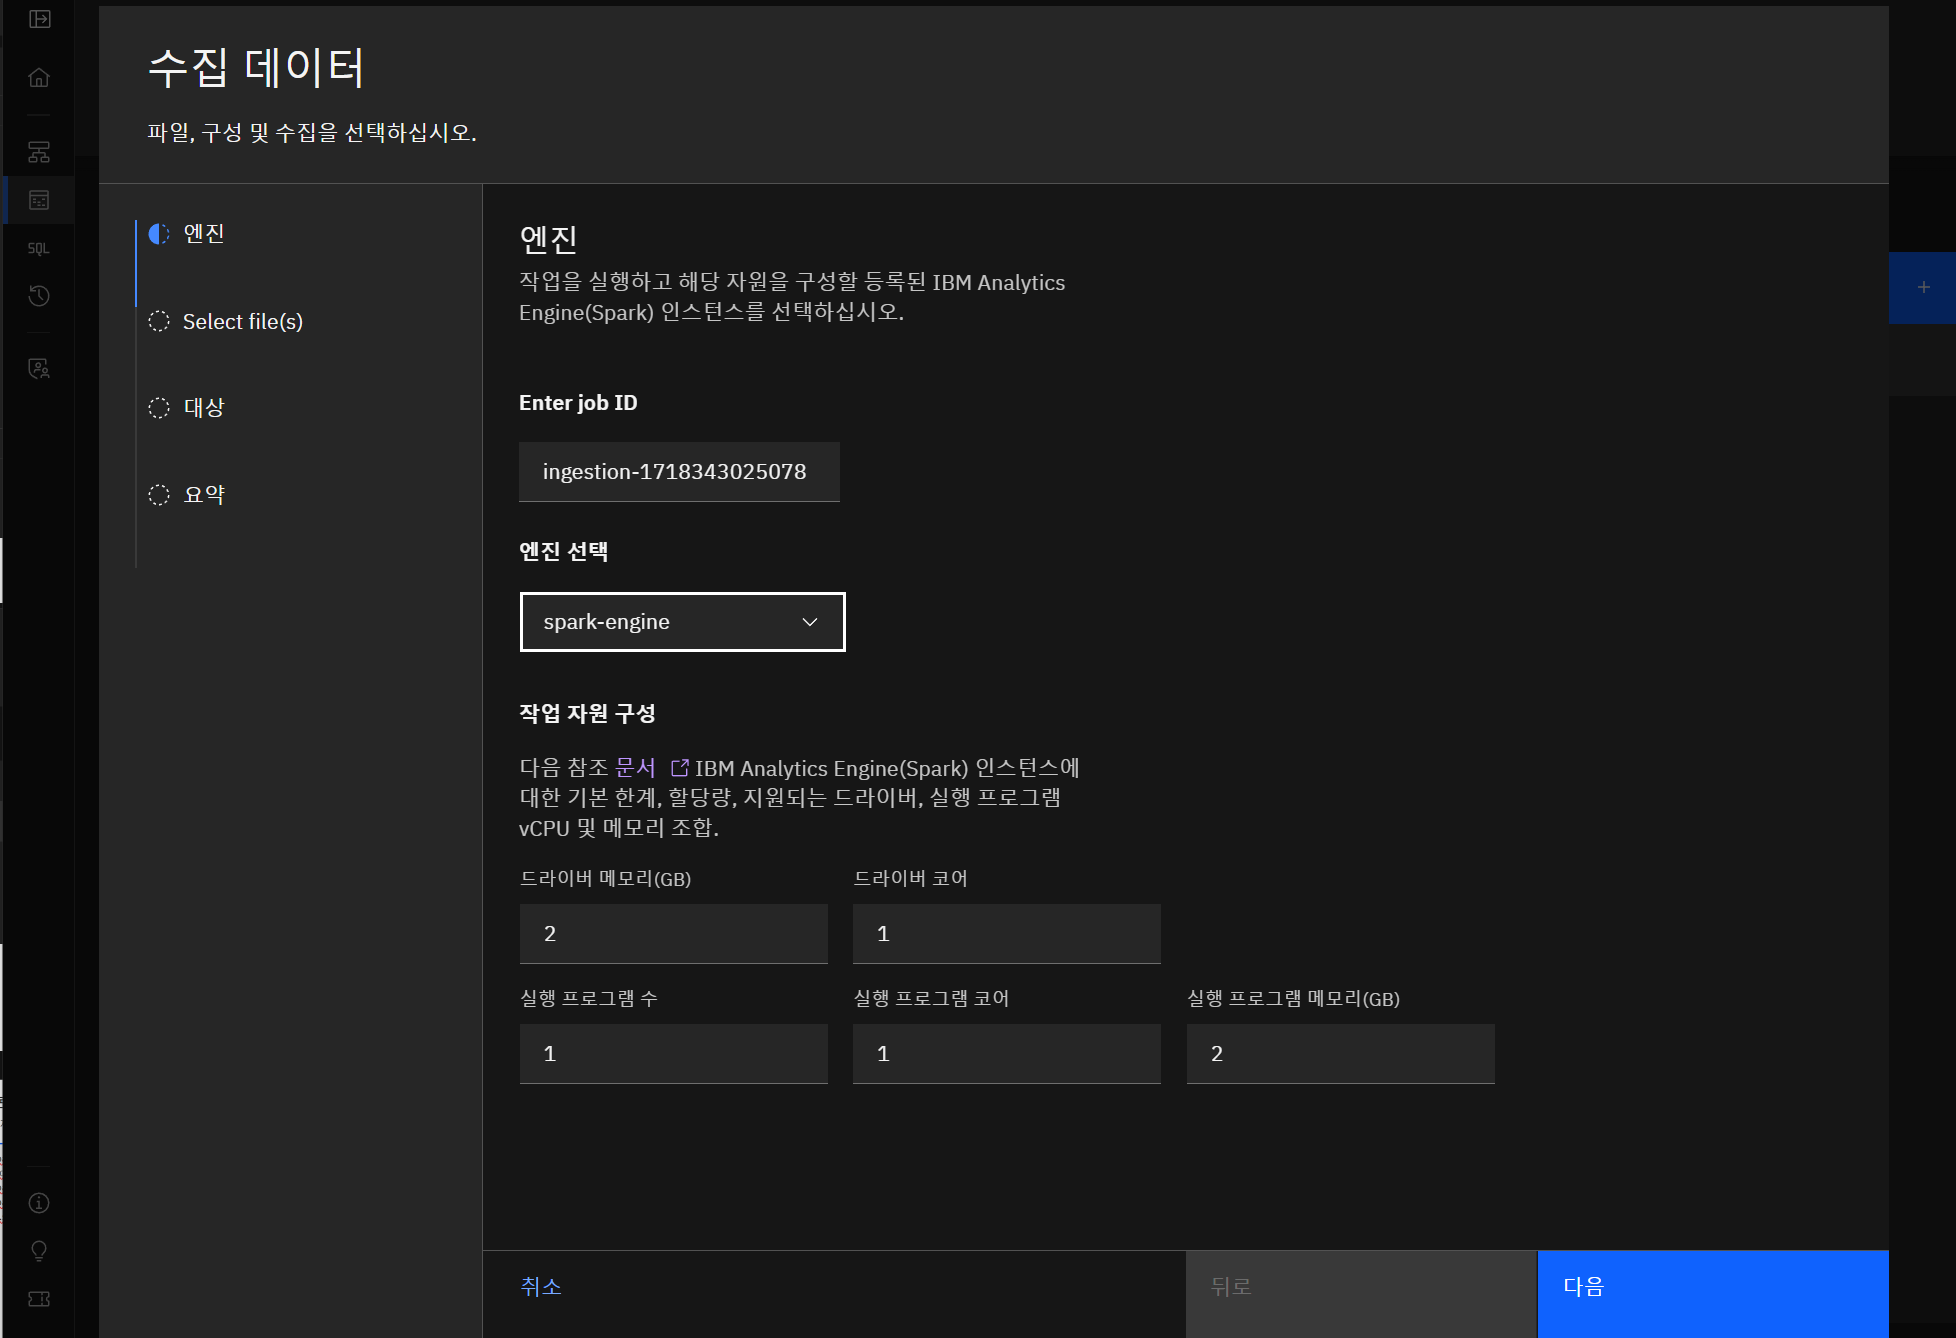 수집 데이터
파일, 구성 및 수집을 선택하십시오.
SQL
엔진
Select file(s)
대상
요약
엔진
작업을 실행하고 해당 자원을 구성할 등록된 IBM Analytics
Engine(Spark) 인스턴스를 선택하십시오.
Enter job ID
ingestion-1718343025078
엔진 선택
spark-engine
작업 자원 구성
다음 참조 문서 IBM Analytics Engine(Spark) 인스턴스에
대한 기본 한계, 할당량, 지원되는 드라이버, 실행 프로그램
vCPU 및 메모리 조합.
드라이버 메모리(GB) 드라이버 코어
2 1
실행 프로그램 수 실행 프로그램 코어 실행 프로그램 메모리(GB)
1 1 2
취소 뒤로 다음